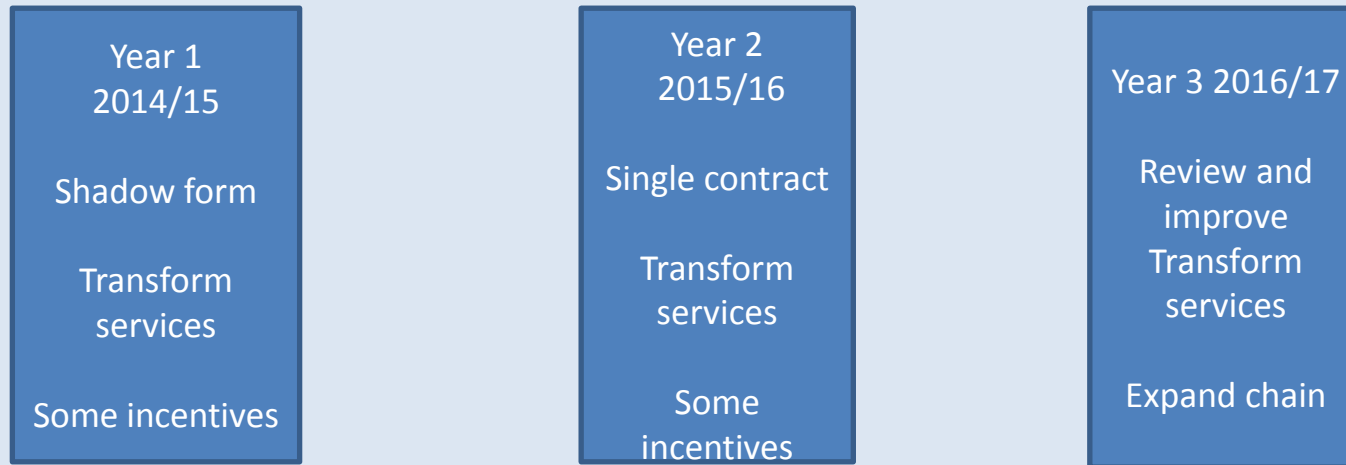 Year 1
2014/15
Shadow form
Transform
services
Some incentives
Year 2
2015/16
Single contract
Transform
services
Some
incentives
Year 3 2016/17
Review and
improve
Transform
services
Expand chain